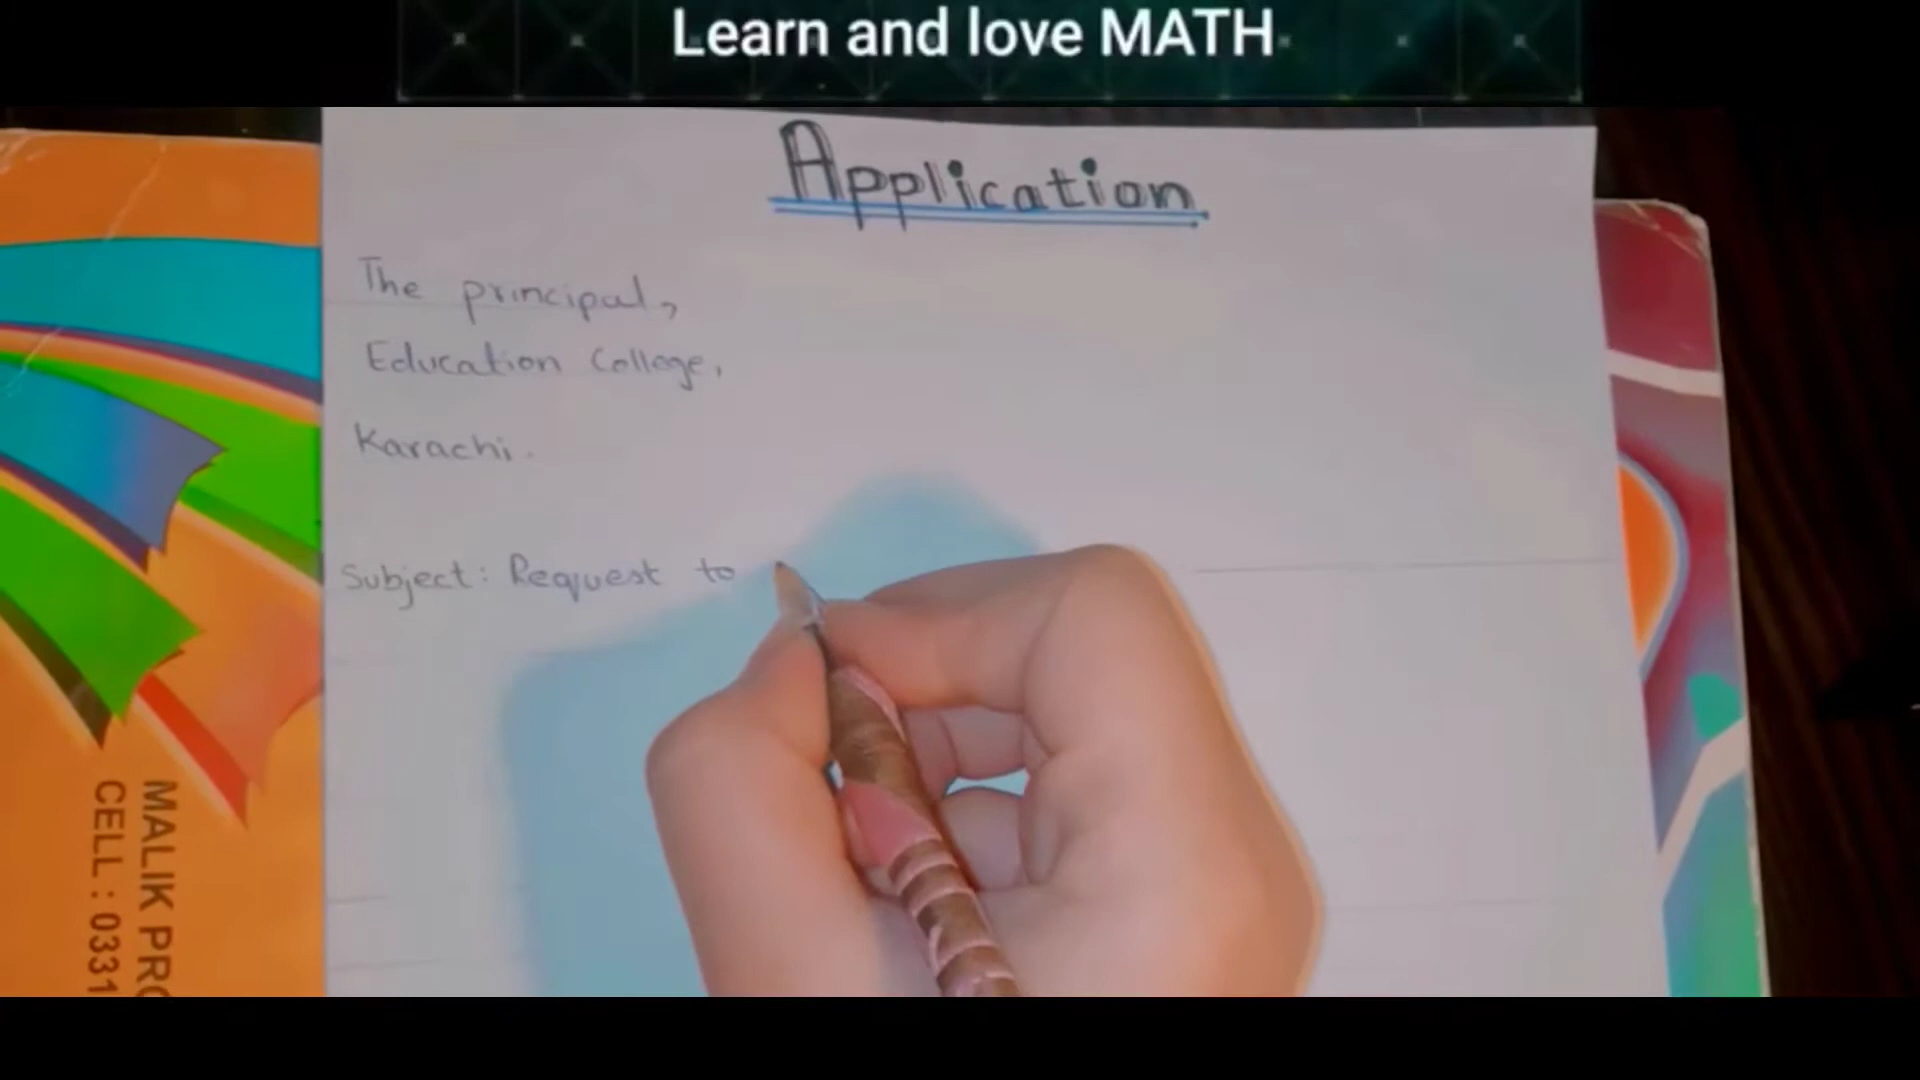 Learn and love MATH
Application
The principal,
Education College,
Karachi.
Subject: Request to
MALIK PRO
CELL : 0331